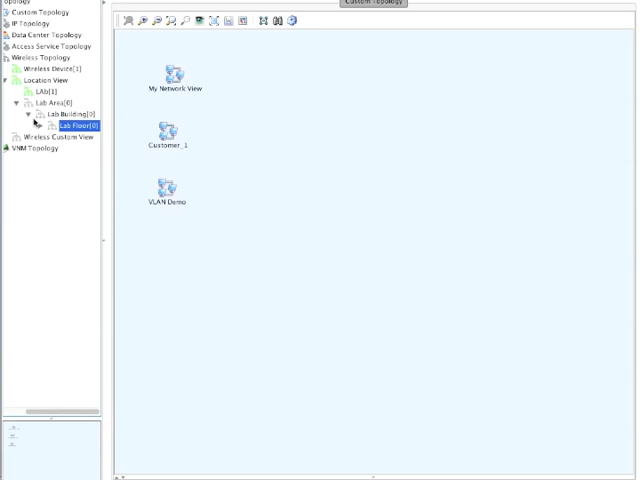 Topology
Custom Topology
Custom Topology
IP Topology
Data Center Topology
Access Service Topology
Wireless Topology
Wireless Device[1]
Location View
LAb[1]
Lab Area[0]
Lab Building[0]
Lab Floor[0]
Wireless Custom View
VNM Topology
My Network View
Customer_1
VLAN Demo